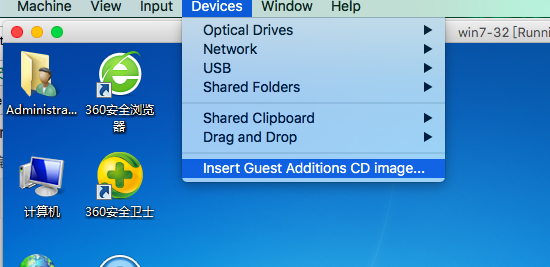 Machine View Input Devices Window Help
win7-32 [Runni
Optical Drives
Network
USB
Shared Folders
Shared Clipboard
Drag and Drop
Insert Guest Additions CD image...
Administra...
360安全浏览
器
计算机
360安全卫士